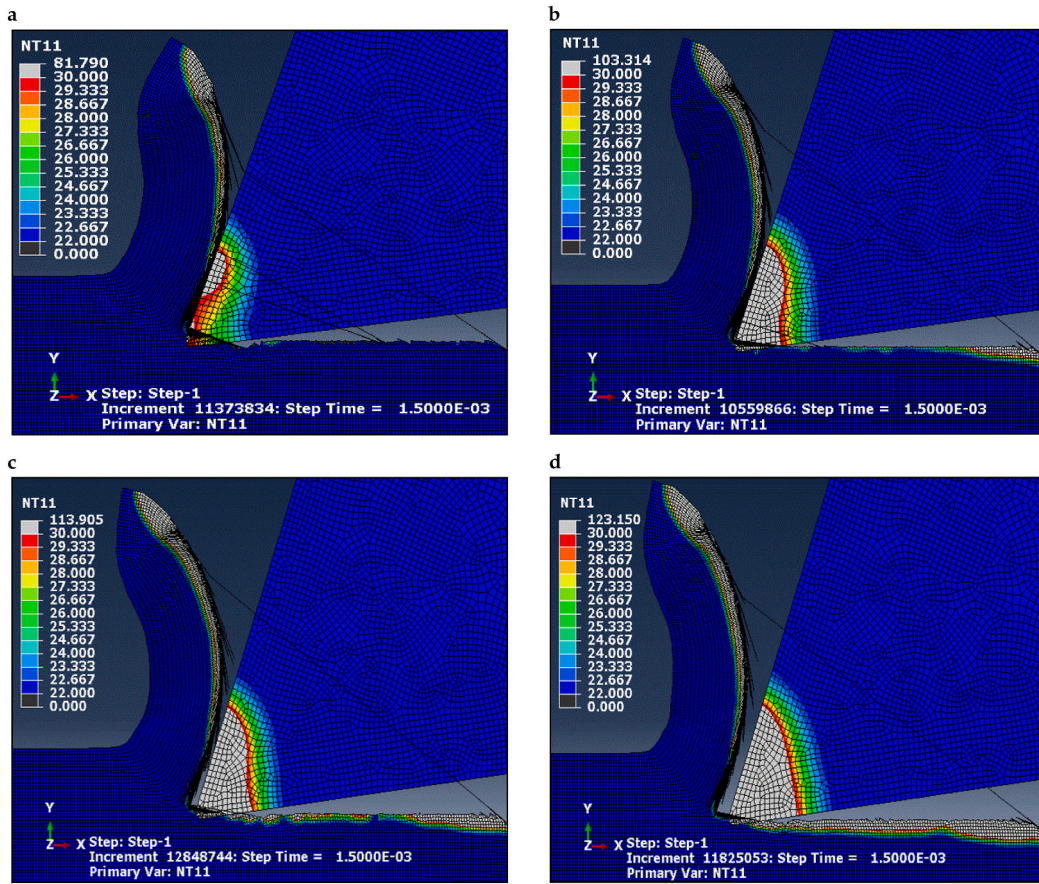 a
NT11
81.790
30.000
29.333
28.667
28.000
27.333
26.667
26.000
25.333
24.667
24.000
23.333
22.667
22.000
0.000
Y
Z X
Step: Step-1
Increment 11373834: Step Time = 1.5000E-03
Primary Var: NT11
b
NT11
103.314
30.000
29.333
28.667
28.000
27.333
26.667
26.000
25.333
24.667
24.000
23.333
22.667
22.000
0.000
Y
Z X
Step: Step-1
Increment 10559866: Step Time = 1.5000E-03
Primary Var: NT11
c
NT11
113.905
30.000
29.333
28.667
28.000
27.333
26.667
26.000
25.333
24.667
24.000
23.333
22.667
22.000
0.000
Y
Z X
Step: Step-1
Increment 12848744: Step Time = 1.5000E-03
Primary Var: NT11
d
NT11
123.150
30.000
29.333
28.667
28.000
27.333
26.667
26.000
25.333
24.667
24.000
23.333
22.667
22.000
0.000
Y
Z X
Step: Step-1
Increment 11825053: Step Time = 1.5000E-03
Primary Var: NT11